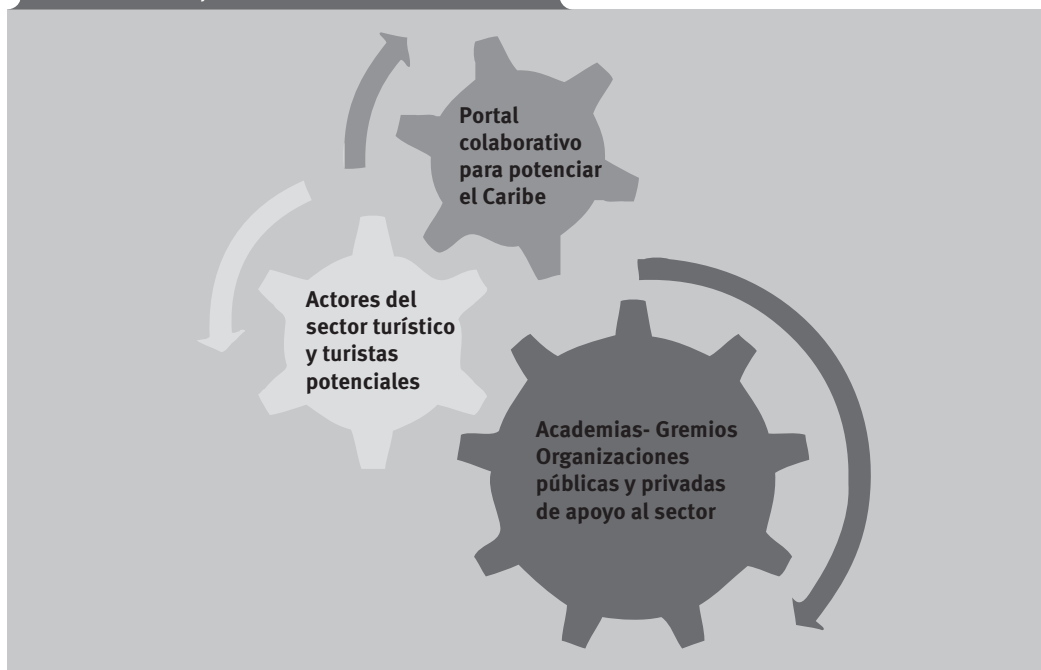 Portal
colaborativo
para potenciar
el Caribe
Actores del
sector turístico
y turistas
potenciales
Academias- Gremios
Organizaciones
públicas y privadas
de apoyo al sector